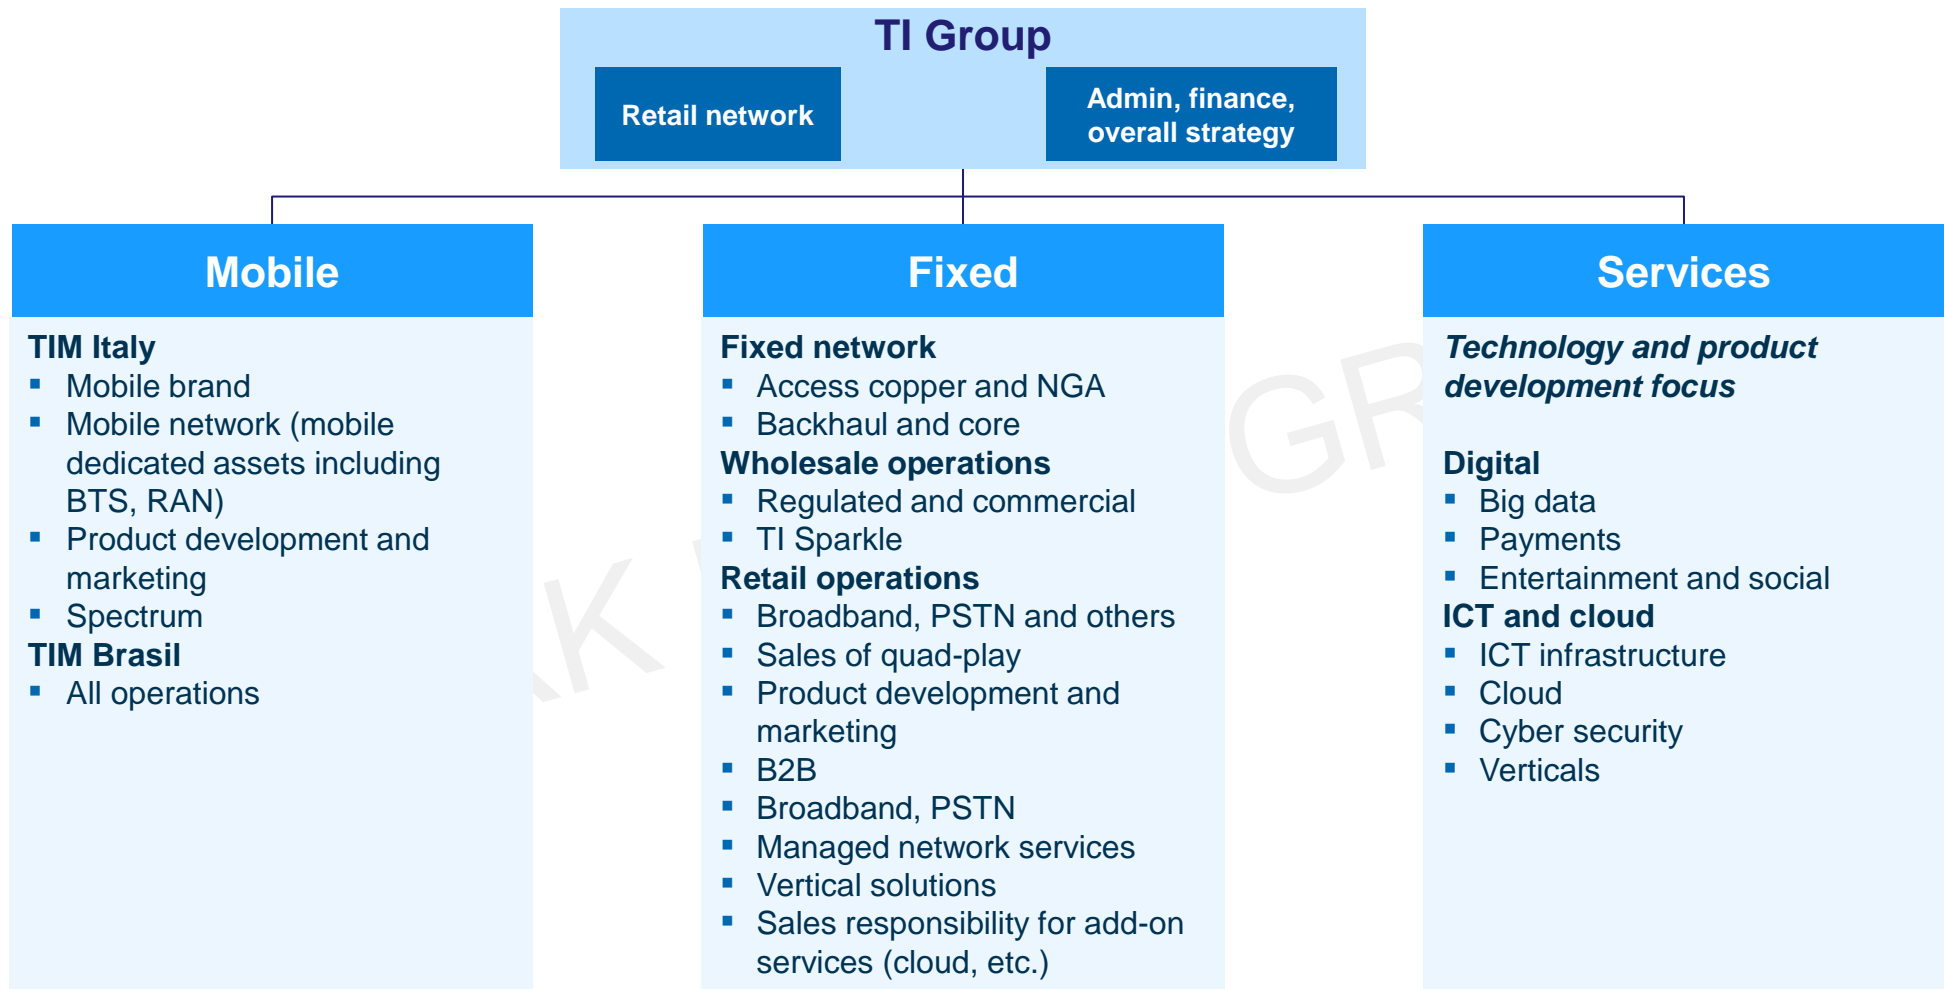 TI Group
Retail network
Admin, finance,
overall strategy
Mobile
TIM Italy
▪ Mobile brand
▪ Mobile network (mobile
dedicated assets including
BTS, RAN)
▪ Product development and
marketing
▪ Spectrum
TIM Brasil
▪ All operations
Fixed
Fixed network
▪ Access copper and NGA
▪ Backhaul and core
Wholesale operations
▪ Regulated and commercial
▪ TI Sparkle
Retail operations
▪ Broadband, PSTN and others
▪ Sales of quad-play
▪ Product development and
marketing
▪ B2B
▪ Broadband, PSTN
▪ Managed network services
▪ Vertical solutions
▪ Sales responsibility for add-on
services (cloud, etc.)
Services
Technology and product
development focus
Digital
▪ Big data
▪ Payments
▪ Entertainment and social
ICT and cloud
▪ ICT infrastructure
▪ Cloud
▪ Cyber security
▪ Verticals